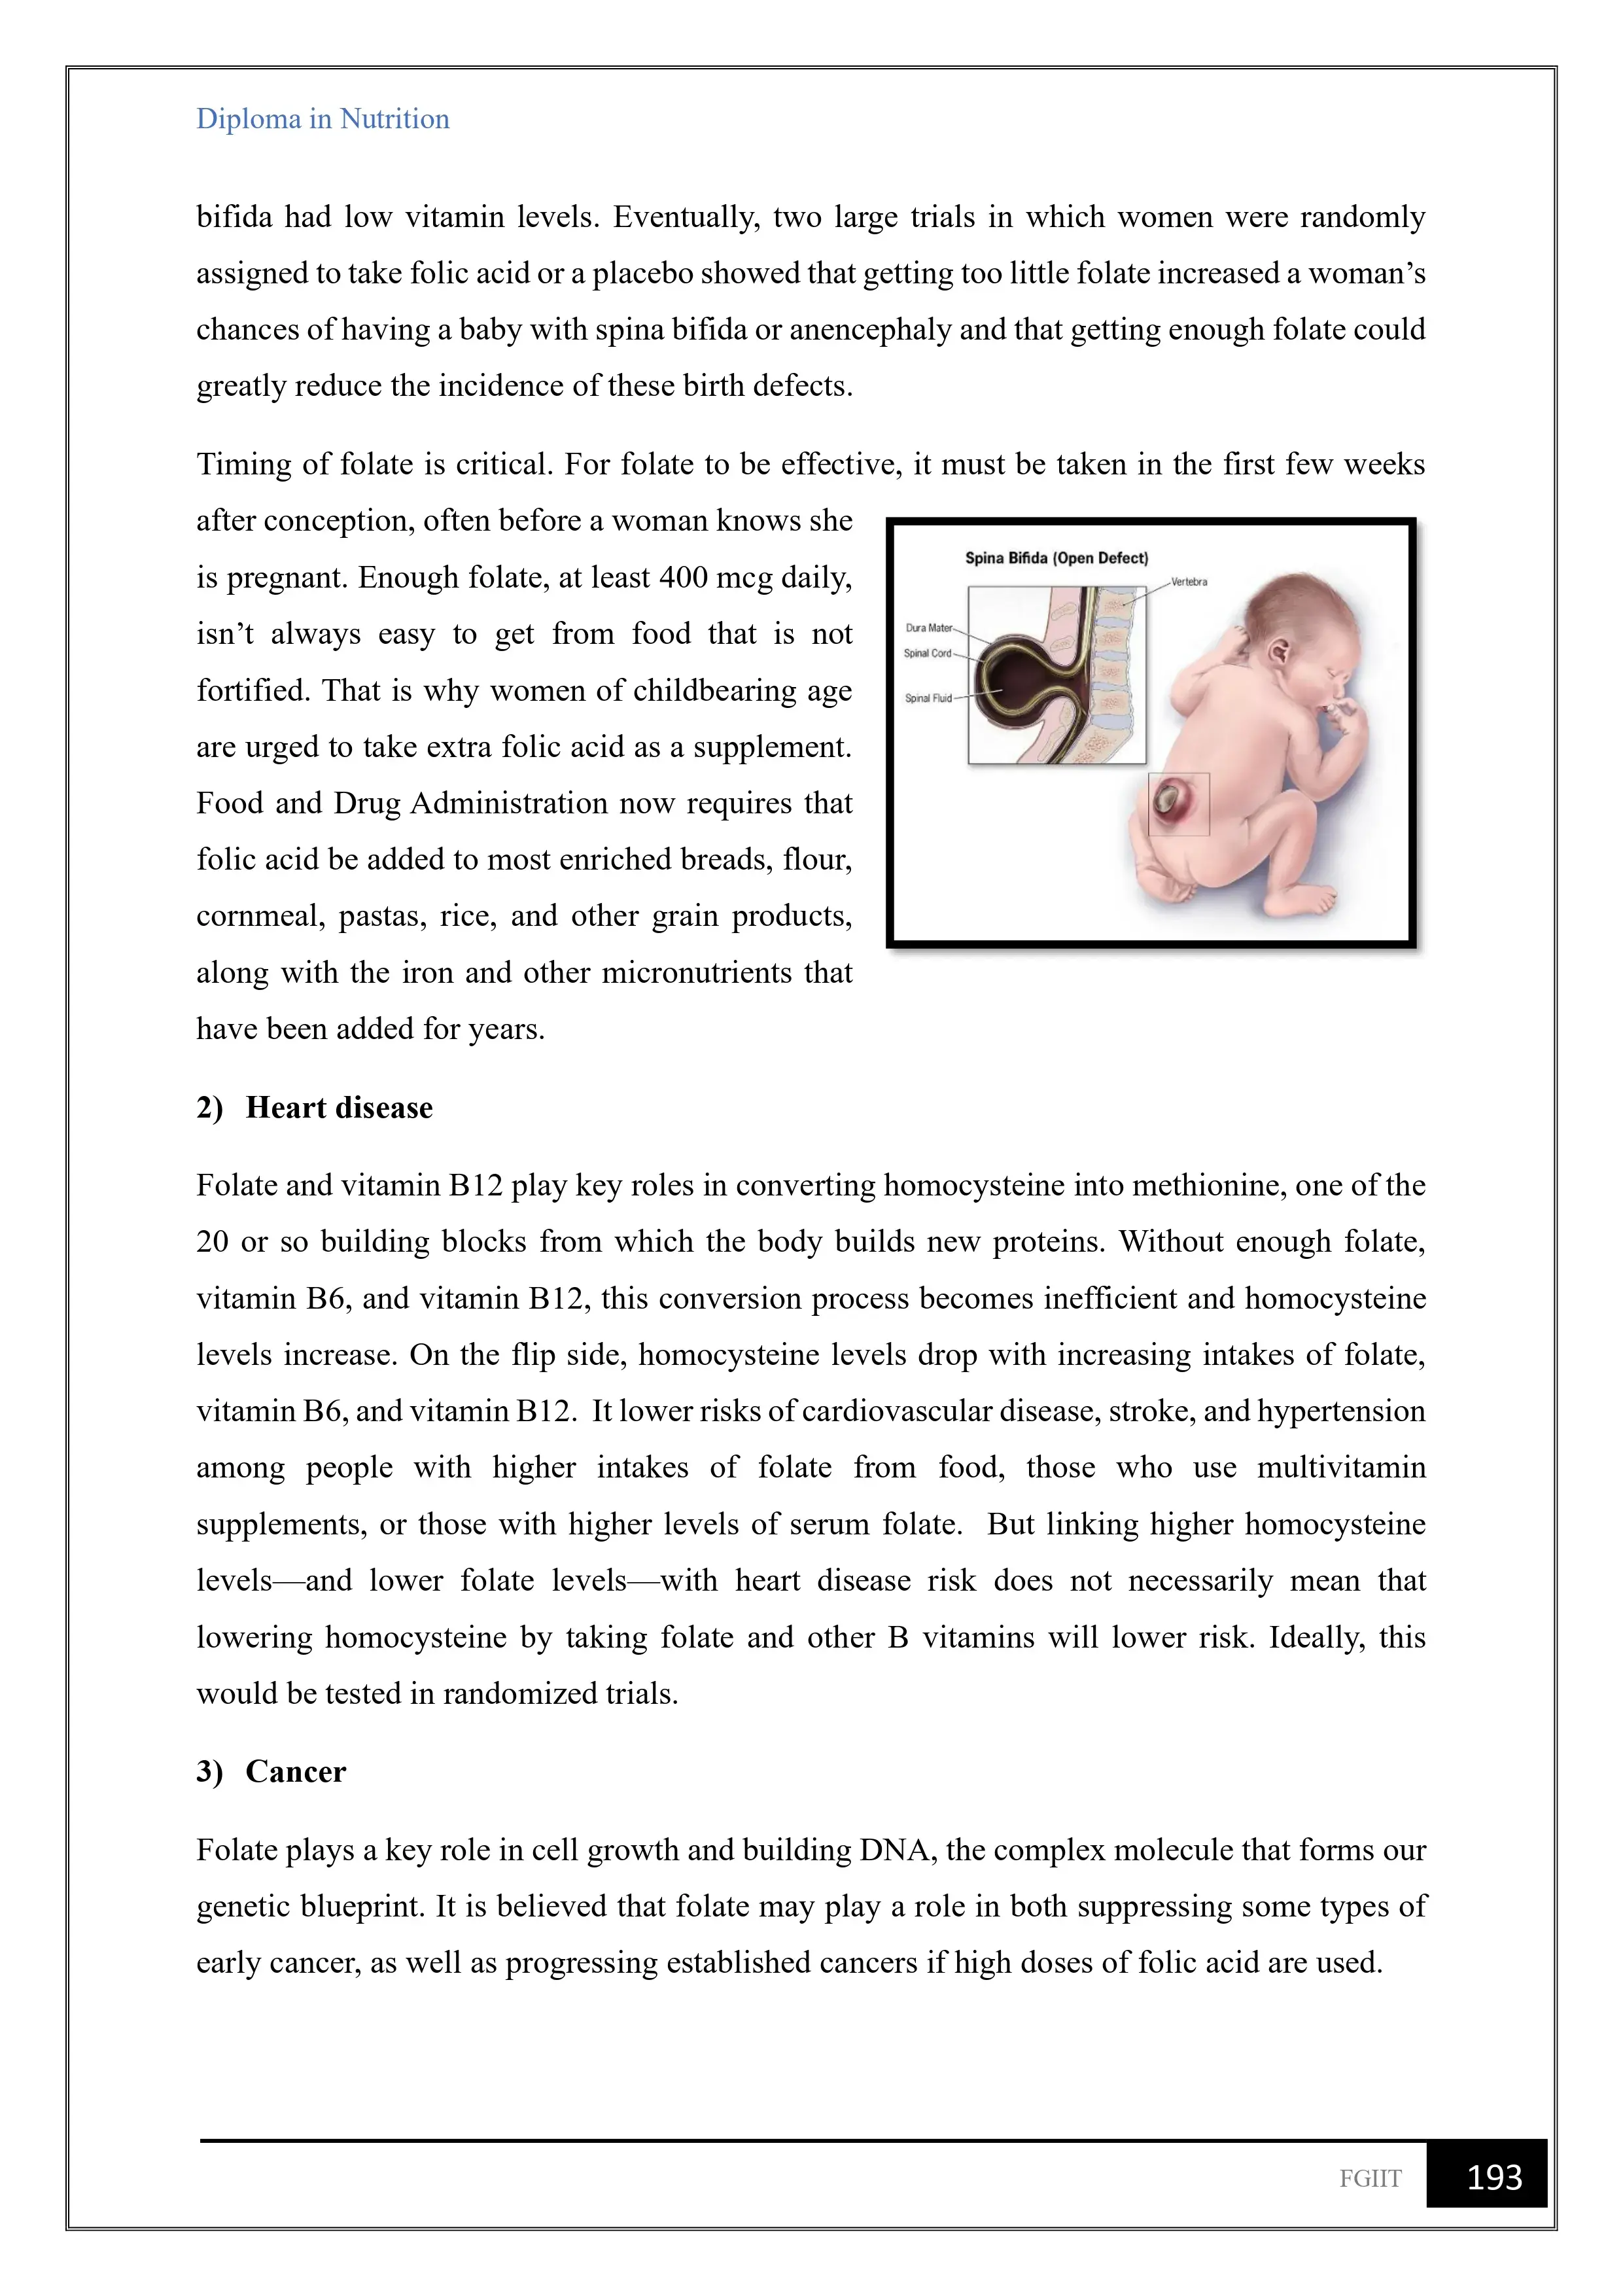 Diploma in Nutrition
bifida had low vitamin levels. Eventually, two large trials in which women were randomly
assigned to take folic acid or a placebo showed that getting too little folate increased a woman’s
chances of having a baby with spina bifida or anencephaly and that getting enough folate could
greatly reduce the incidence of these birth defects.
Timing of folate is critical. For folate to be effective, it must be taken in the first few weeks
after conception, often before a woman knows she
is pregnant. Enough folate, at least 400 mcg daily,
isn’t always easy to get from food that is not
fortified. That is why women of childbearing age
are urged to take extra folic acid as a supplement.
Food and Drug Administration now requires that
folic acid be added to most enriched breads, flour,
cornmeal, pastas, rice, and other grain products,
along with the iron and other micronutrients that
have been added for years.
Spina Bifida (Open Defect)
Vertebra
Dura Mater
Spinal Cord
Spinal Fluid
2) Heart disease
Folate and vitamin B12 play key roles in converting homocysteine into methionine, one of the
20 or so building blocks from which the body builds new proteins. Without enough folate,
vitamin B6, and vitamin B12, this conversion process becomes inefficient and homocysteine
levels increase. On the flip side, homocysteine levels drop with increasing intakes of folate,
vitamin B6, and vitamin B12.  It lower risks of cardiovascular disease, stroke, and hypertension
among people with higher intakes of folate from food, those who use multivitamin
supplements, or those with higher levels of serum folate.  But linking higher homocysteine
levels—and lower folate levels—with heart disease risk does not necessarily mean that
lowering homocysteine by taking folate and other B vitamins will lower risk. Ideally, this
would be tested in randomized trials.
3) Cancer
Folate plays a key role in cell growth and building DNA, the complex molecule that forms our
genetic blueprint. It is believed that folate may play a role in both suppressing some types of
early cancer, as well as progressing established cancers if high doses of folic acid are used.
FGIIT 193